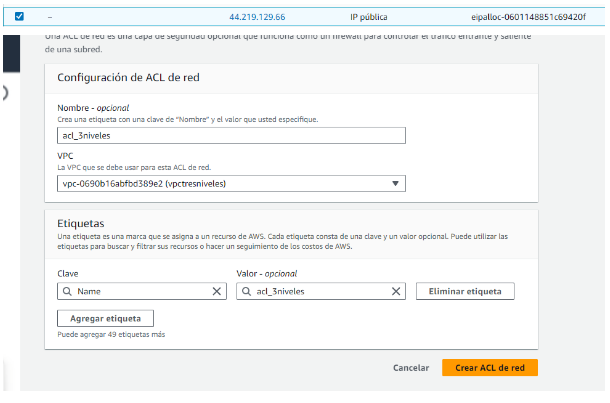 – 44.219.129.66 IP pública eipalloc-0601148851c69420f
Una ACL de red es una capa de seguridad opcional que funciona como un firewall para controlar el tráfico entrante y saliente
de una subred.
Configuración de ACL de red
Nombre - opcional
Crea una etiqueta con una clave de "Nombre" y el valor que usted especifique.
acl_3niveles
VPC
La VPC que se debe usar para esta ACL de red.
vpc-0690b16abfbd389e2 (vpctresniveles)
Etiquetas
Una etiqueta es una marca que se asigna a un recurso de AWS. Cada etiqueta consta de una clave y un valor opcional. Puede utilizar las
etiquetas para buscar y filtrar sus recursos o hacer un seguimiento de los costos de AWS.
Clave Valor - opcional
Name acl_3niveles Eliminar etiqueta
Agregar etiqueta
Puede agregar 49 etiquetas más
Cancelar Crear ACL de red